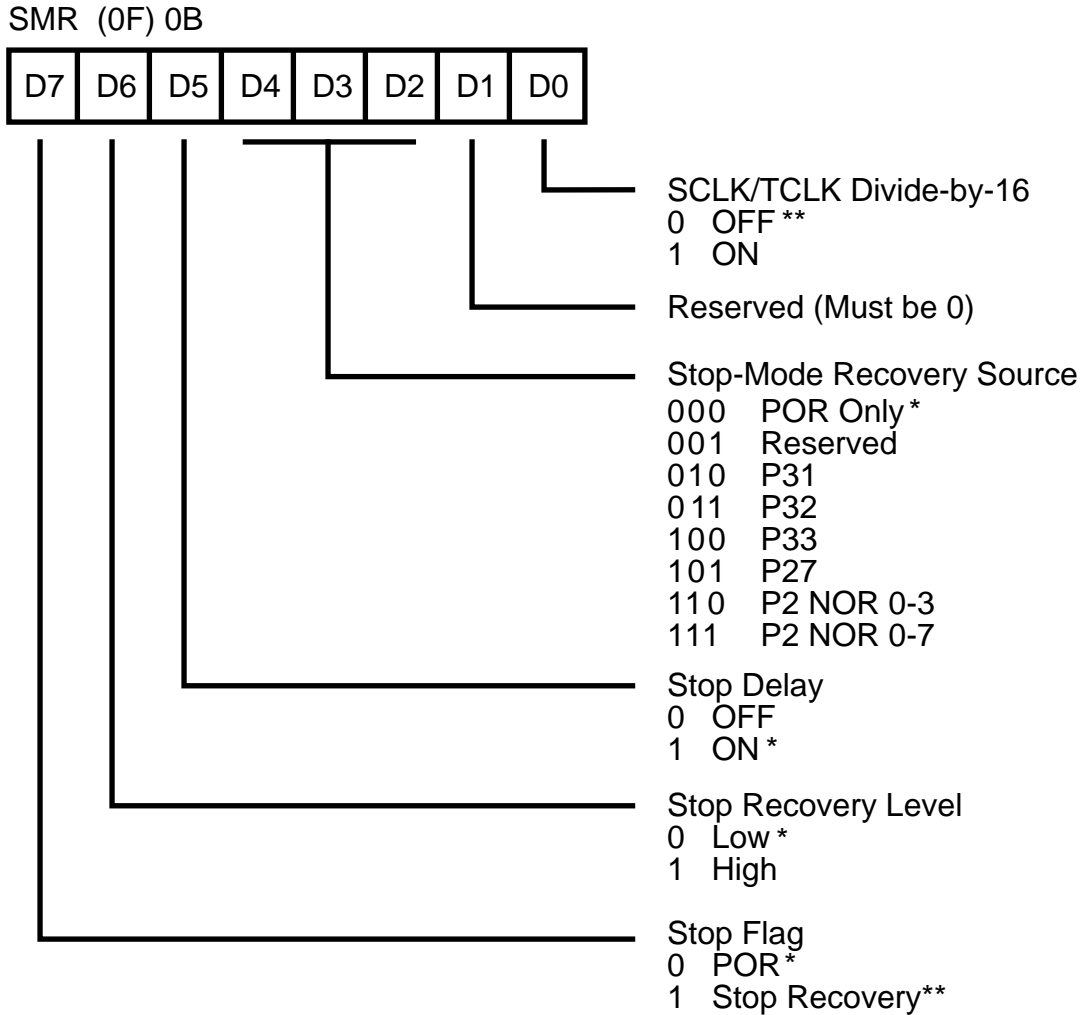 SMR (0F) 0B
D7 D6 D5 D4 D3 D2 D1 D0
SCLK/TCLK Divide-by-16
0 OFF **
1 ON
Reserved (Must be 0)
Stop-Mode Recovery Source
000 POR Only *
001 Reserved
010 P31
011 P32
100 P33
101 P27
110 P2 NOR 0-3
111 P2 NOR 0-7
Stop Delay
0 OFF
1 ON *
Stop Recovery Level
0 Low *
1 High
Stop Flag
0 POR *
1 Stop Recovery**